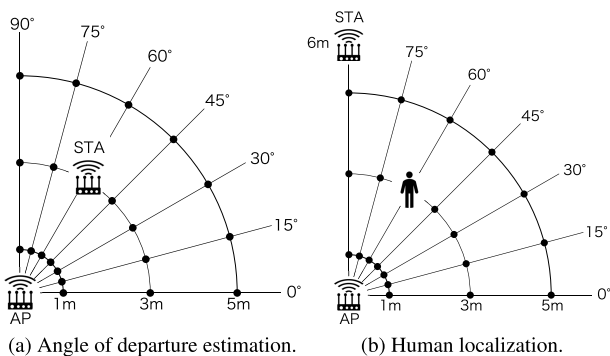 90°
75°
60°
45°
30°
15°
0°
STA
AP
1m
3m
5m
(a) Angle of departure estimation.
STA
6m
75°
60°
45°
30°
15°
0°
AP
1m
3m
5m
(b) Human localization.